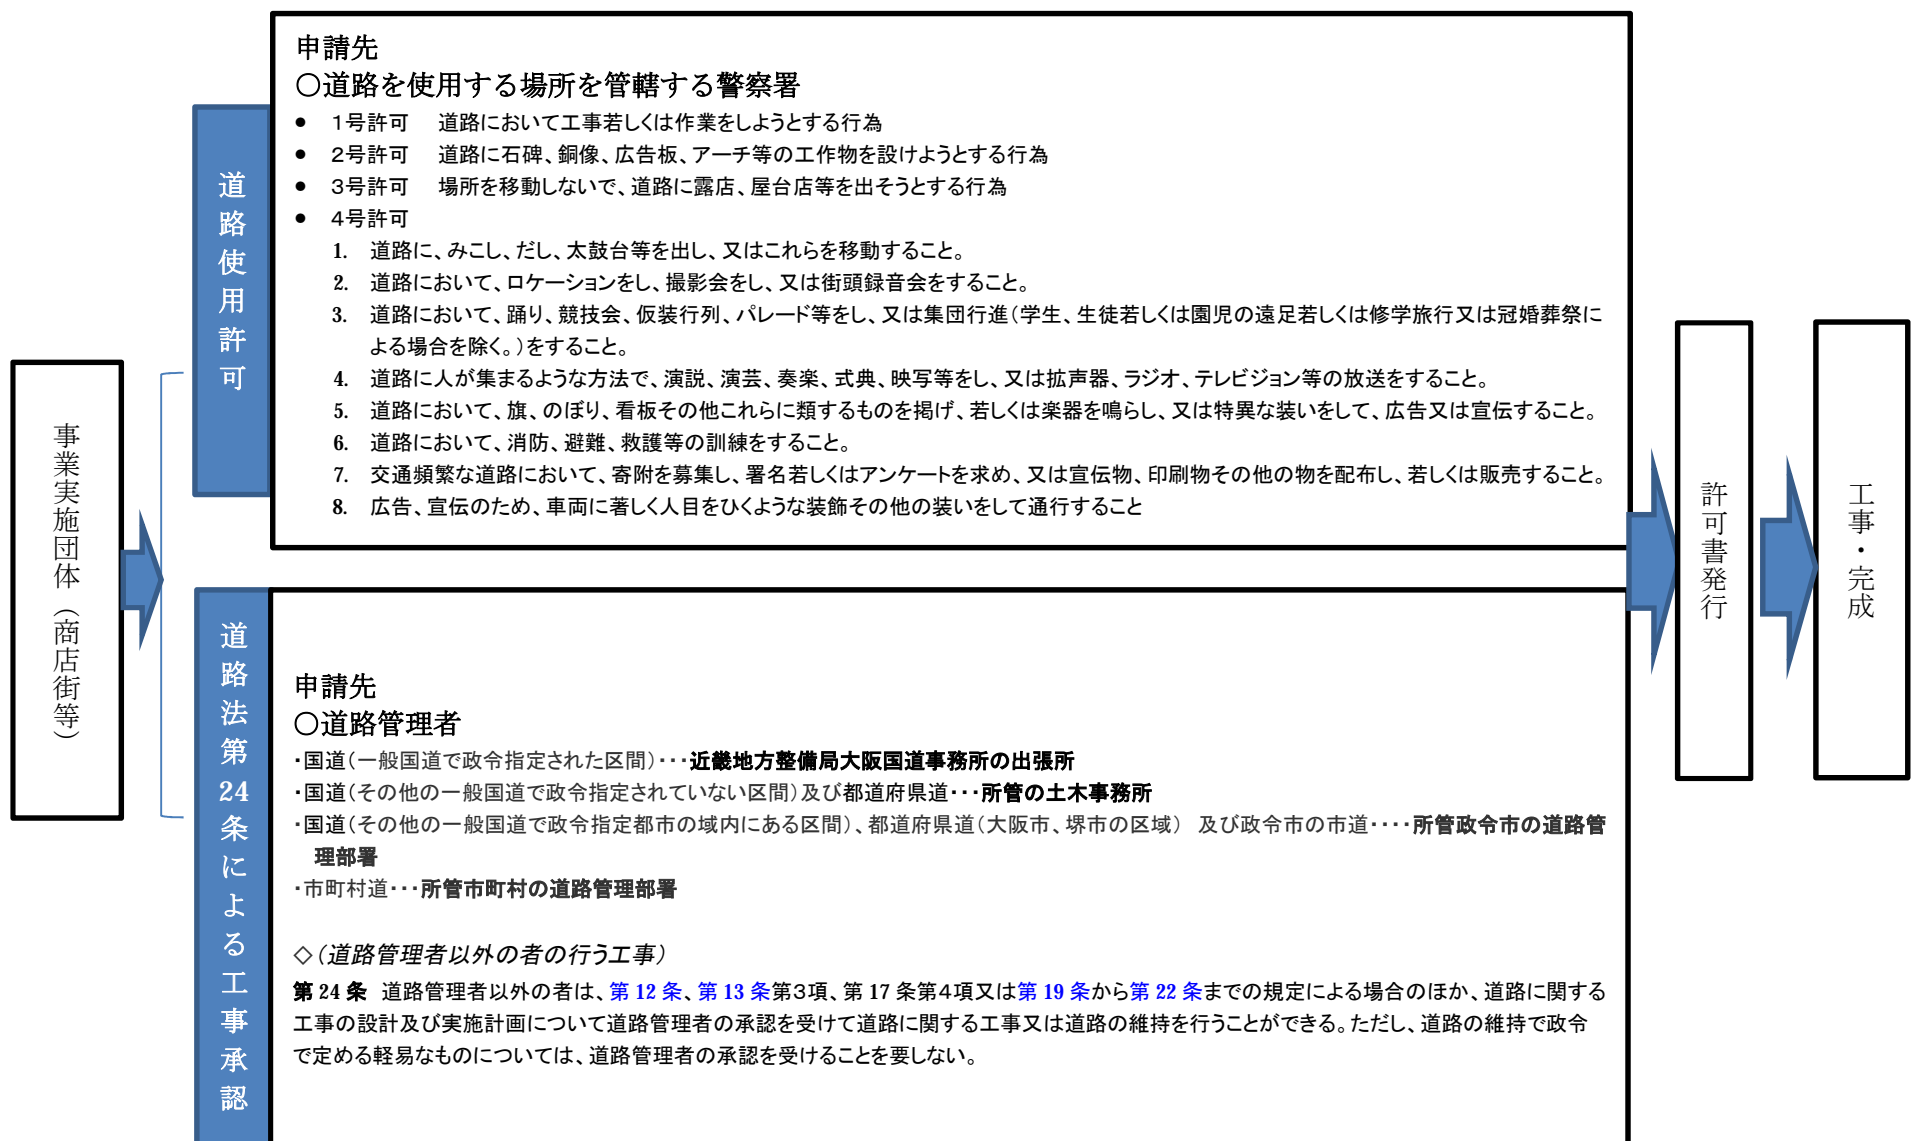 事業実施団体（商店街等）
道路使用許可
申請先
○道路を使用する場所を管轄する警察署
● 1号許可 道路において工事若しくは作業をしようとする行為
● 2号許可 道路に石碑、銅像、広告板、アーチ等の工作物を設けようとする行為
● 3号許可 場所を移動しないで、道路に露店、屋台店等を出そうとする行為
● 4号許可
1. 道路に、みこし、だし、太鼓台等を出し、又はこれらを移動すること。
2. 道路において、ロケーションをし、撮影会をし、又は街頭録音会をすること。
3. 道路において、踊り、競技会、仮装行列、パレード等をし、又は集団行進（学生、生徒若しくは園児の遠足若しくは修学旅行又は冠婚葬祭に
よる場合を除く。）をすること。
4. 道路に人が集まるような方法で、演説、演芸、奏楽、式典、映写等をし、又は拡声器、ラジオ、テレビジョン等の放送をすること。
5. 道路において、旗、のぼり、看板その他これらに類するものを掲げ、若しくは楽器を鳴らし、又は特異な装いをして、広告又は宣伝すること。
6. 道路において、消防、避難、救護等の訓練をすること。
7. 交通頻繁な道路において、寄附を募集し、署名若しくはアンケートを求め、又は宣伝物、印刷物その他の物を配布し、若しくは販売すること。
8. 広告、宣伝のため、車両に著しく人目をひくような装飾その他の装いをして通行すること
道路法第24条による工事承認
申請先
○道路管理者
・国道（一般国道で政令指定された区間）・・・近畿地方整備局大阪国道事務所の出張所
・国道（その他の一般国道で政令指定されていない区間）及び都道府県道・・・所管の土木事務所
・国道（その他の一般国道で政令指定都市の域内にある区間）、都道府県道（大阪市、堺市の区域） 及び政令市の市道・・・・所管政令市の道路管
理部署
・市町村道・・・所管市町村の道路管理部署
◇（道路管理者以外の者の行う工事）
第24条 道路管理者以外の者は、第12条、第13条第3項、第17条第4項又は第19条から第22条までの規定による場合のほか、道路に関する
工事の設計及び実施計画について道路管理者の承認を受けて道路に関する工事又は道路の維持を行うことができる。ただし、道路の維持で政令
で定める軽易なものについては、道路管理者の承認を受けることを要しない。
許可書発行
工事・完成